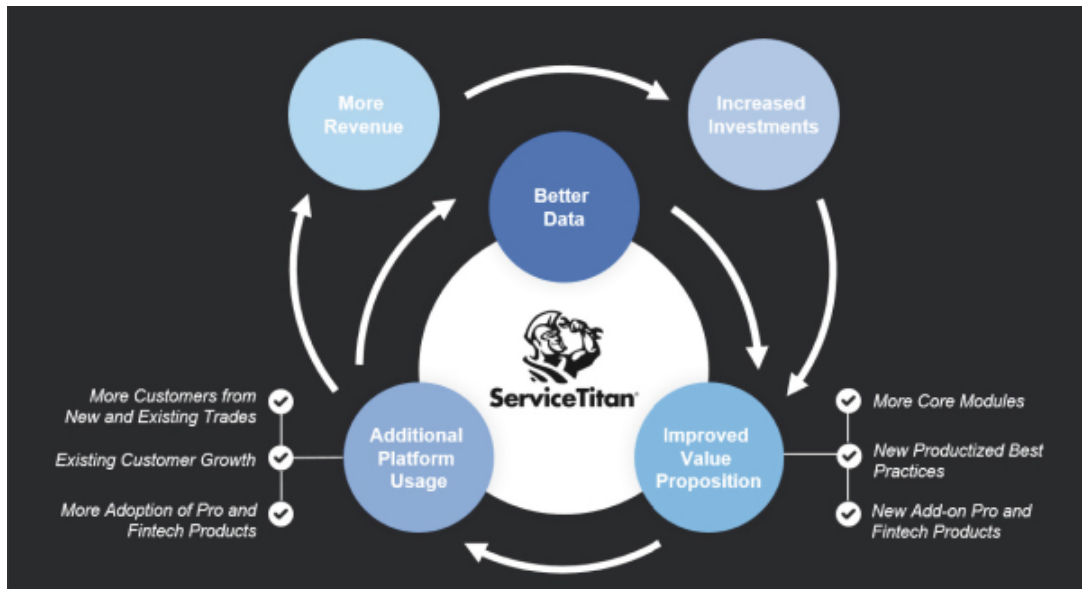 More
Revenue
Increased
Investments
Better
Data
ServiceTitan
More Customers from
New and Existing Trades
Existing Customer Growth
More Adoption of Pro and
Fintech Products
Additional
Platform
Usage
Improved
Value
Proposition
More Core Modules
New Productized Best
Practices
New Add-on Pro and
Fintech Products